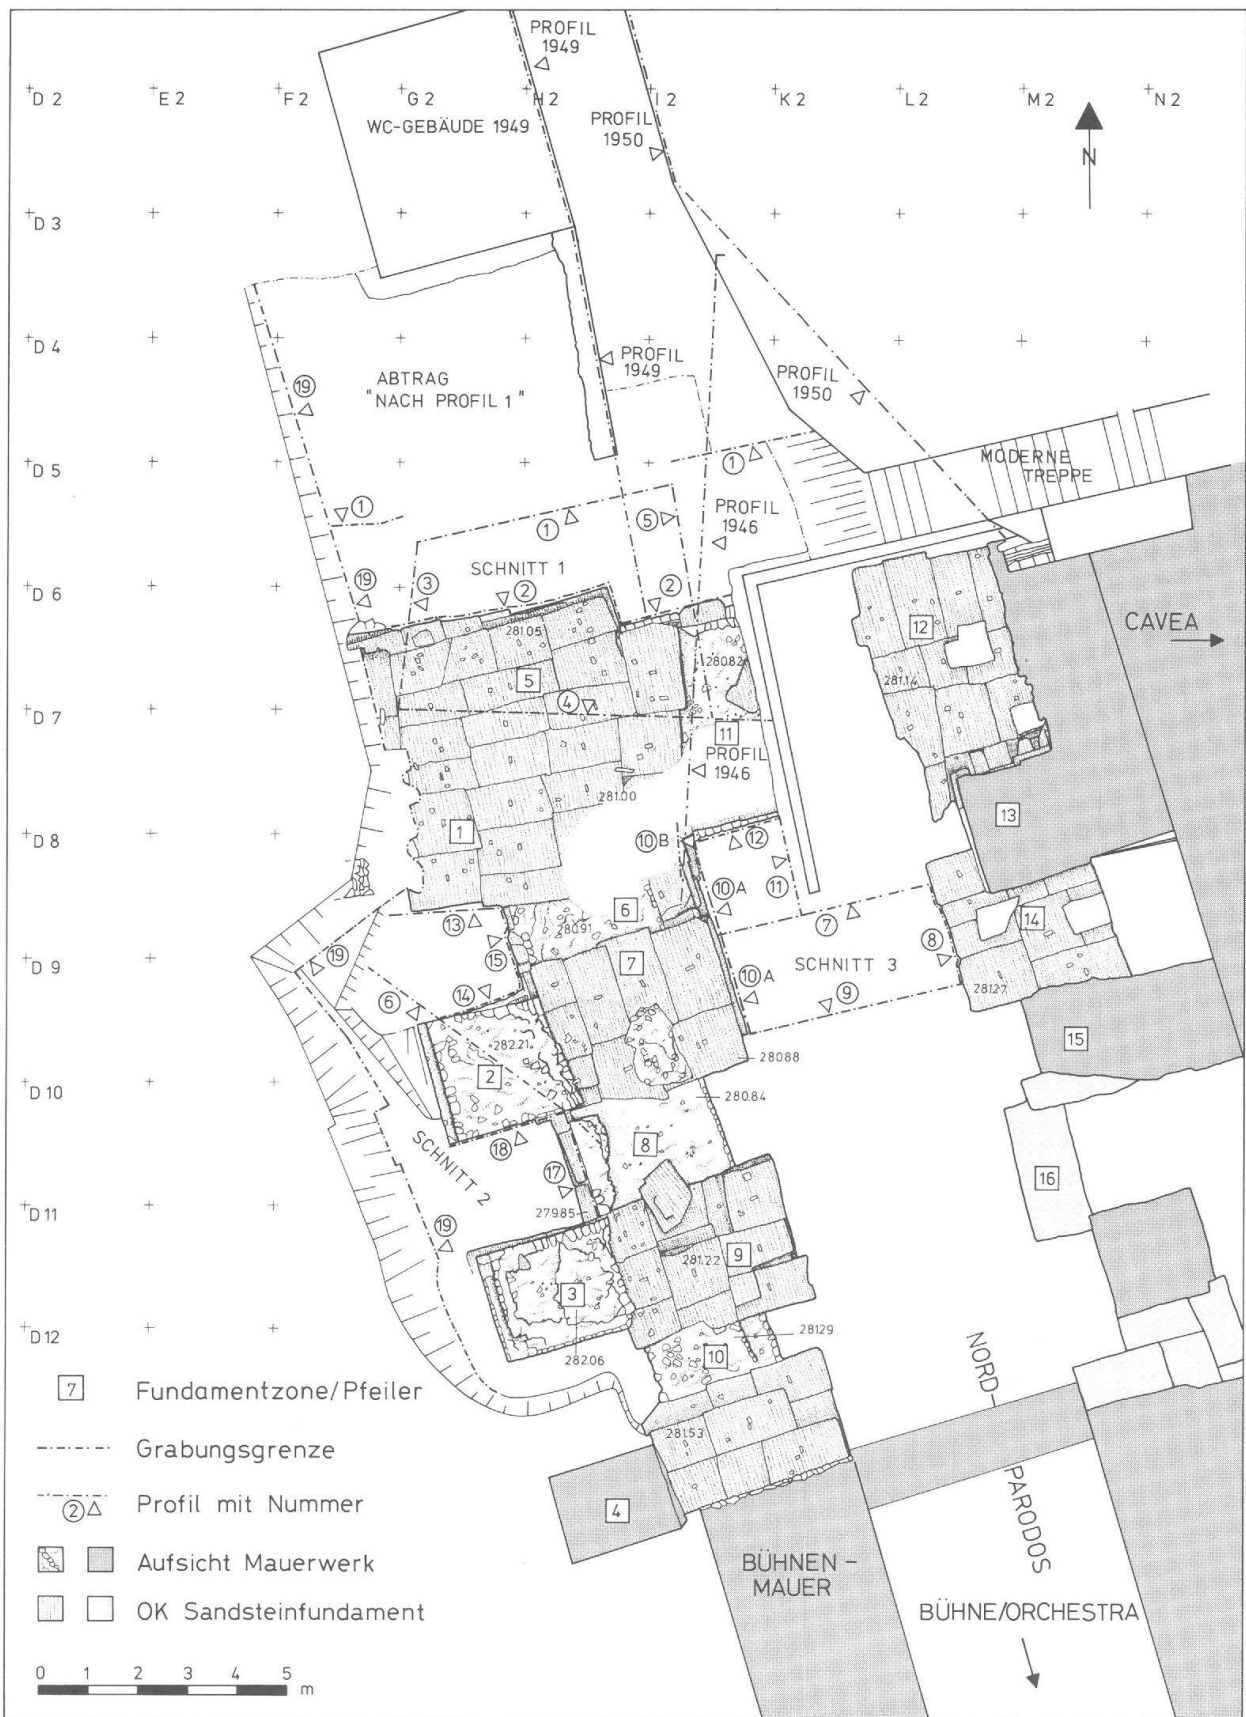 PROFIL
1949
D 2
E 2
F 2
G 2
H 2
I 2
K 2
L 2
M 2
N 2
WC-GEBÄUDE 1949
PROFIL
1950
N
D 3
D 4
PROFIL
1949
PROFIL
1950
19
ABTRAG
"NACH PROFIL 1"
D 5
1
MODERNE
TREPPE
1
1
5
PROFIL
1946
D 6
19
3
SCHNITT 1
2
2
12
CAVEA
281.05
280.82
281.14
5
D 7
4
11
PROFIL
1946
281.00
13
D 8
1
10B
12
10A
11
6
7
14
13
280.91
8
D 9
19
15
7
SCHNITT 3
6
14
10A
9
281.27
282.21
15
2
280.88
D 10
280.84
SCHNITT 2
18
8
16
17
D 11
279.85
19
9
281.22
3
D 12
281.29
282.06
10
NORD-
PARODOS
7 Fundamentzone/Pfeiler
281.53
Grabungsgrenze
2 Profil mit Nummer
4
Aufsicht Mauerwerk
BÜHNEN-
MAUER
OK Sandsteinfundament
BÜHNE/ORCHESTRA
0 1 2 3 4 5
m